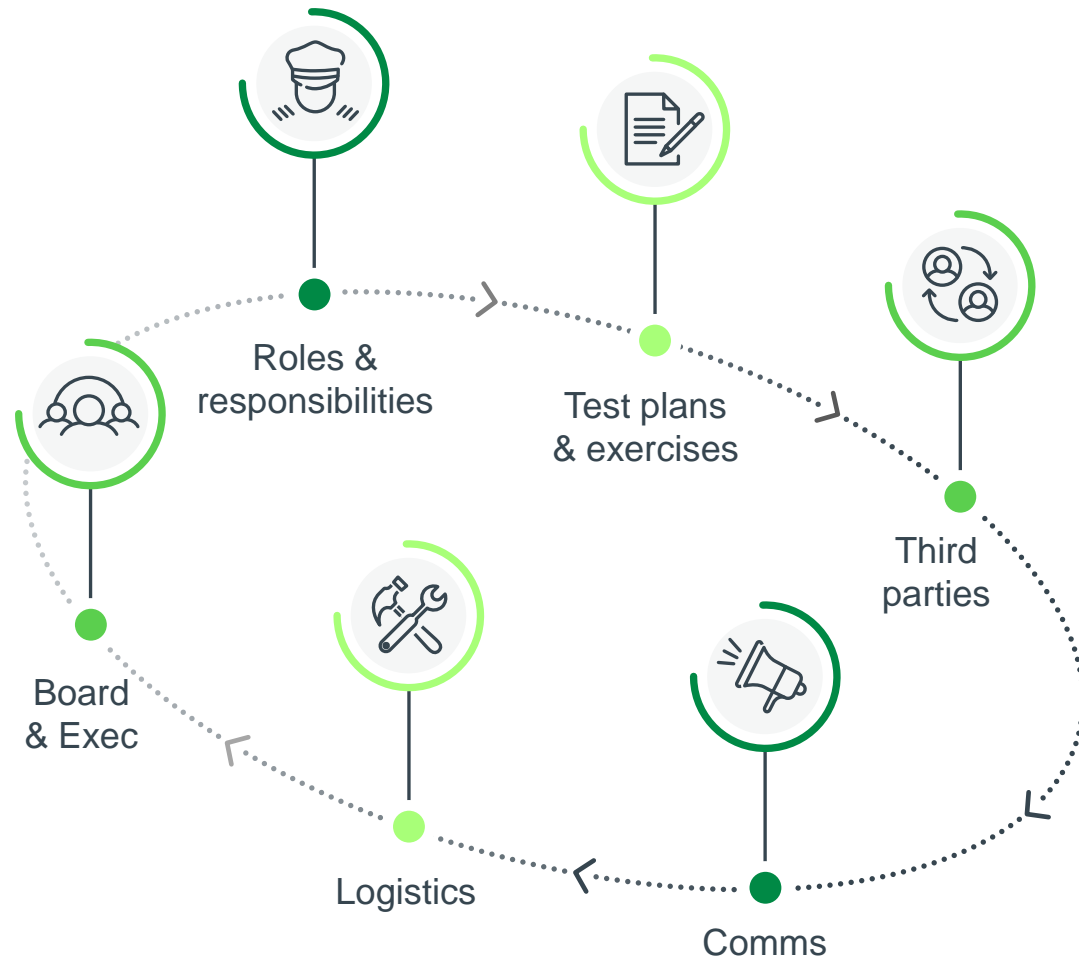 Roles &
responsibilities
Test plans
& exercises
Third
parties
Board
& Exec
Logistics
Comms